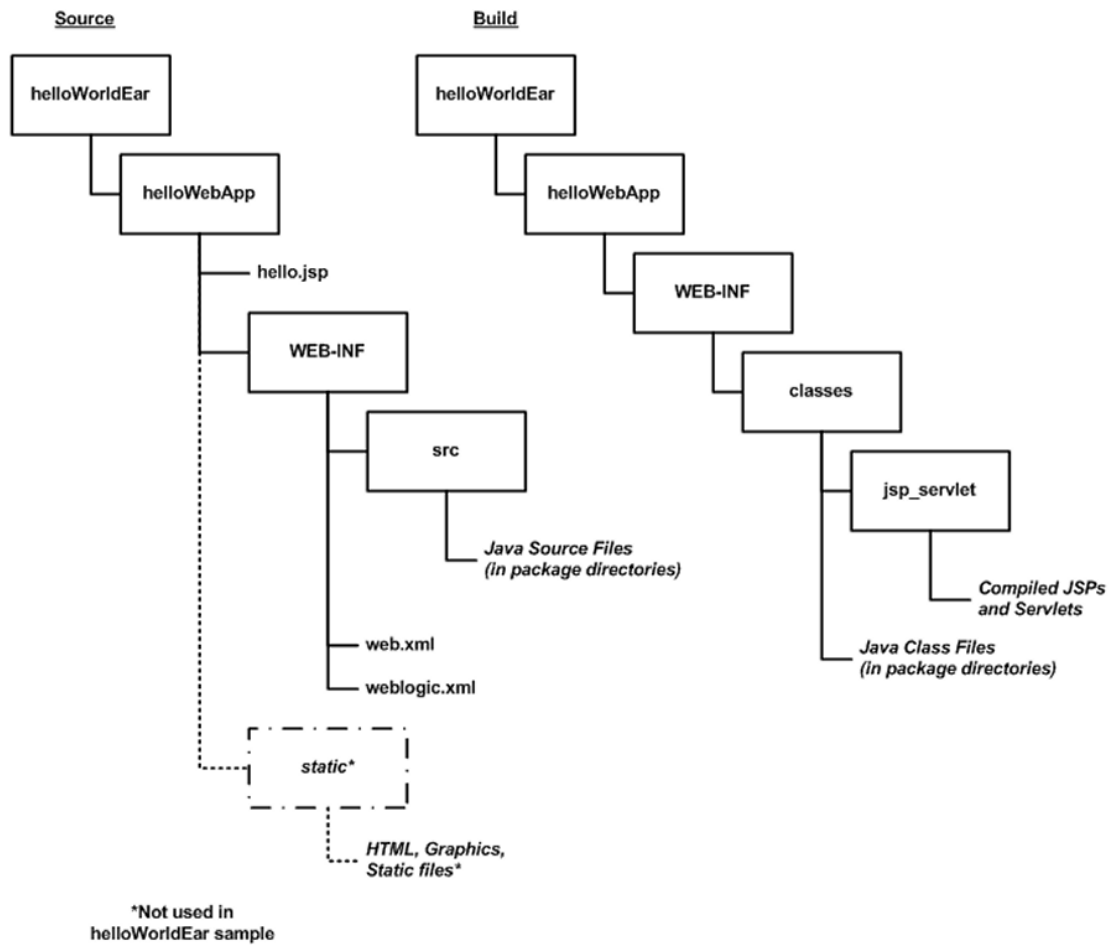 Source
helloWorldEar
helloWebApp
hello.jsp
WEB-INF
src
Java Source Files
(in package directories)
web.xml
weblogic.xml
static*
HTML, Graphics,
Static files*
*Not used in
helloWorldEar sample
Build
helloWorldEar
helloWebApp
WEB-INF
classes
jsp_servlet
Compiled JSPs
and Servlets
Java Class Files
(in package directories)